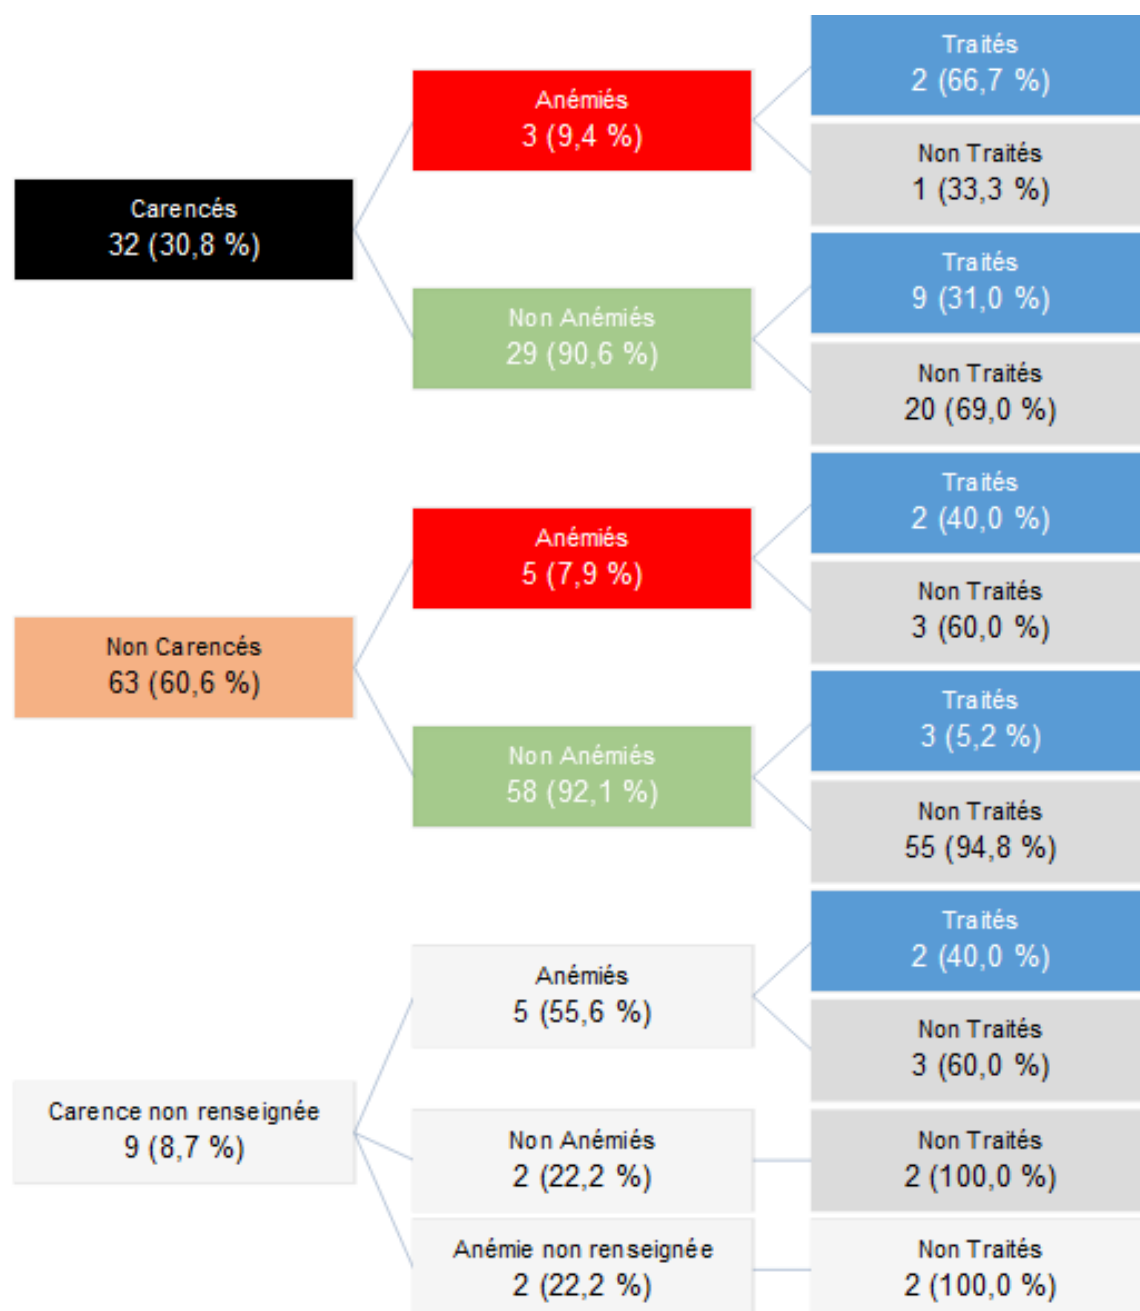 Carencés
32 (30,8 %)
Anémiés
3 (9,4 %)
Traités
2 (66,7 %)
Non Traités
1 (33,3 %)
Non Anémiés
29 (90,6 %)
Traités
9 (31,0 %)
Non Traités
20 (69,0 %)
Non Carencés
63 (60,6 %)
Anémiés
5 (7,9 %)
Traités
2 (40,0 %)
Non Traités
3 (60,0 %)
Non Anémiés
58 (92,1 %)
Traités
3 (5,2 %)
Non Traités
55 (94,8 %)
Carence non renseignée
9 (8,7 %)
Anémiés
5 (55,6 %)
Traités
2 (40,0 %)
Non Traités
3 (60,0 %)
Non Anémiés
2 (22,2 %)
Non Traités
2 (100,0 %)
Anémie non renseignée
2 (22,2 %)
Non Traités
2 (100,0 %)